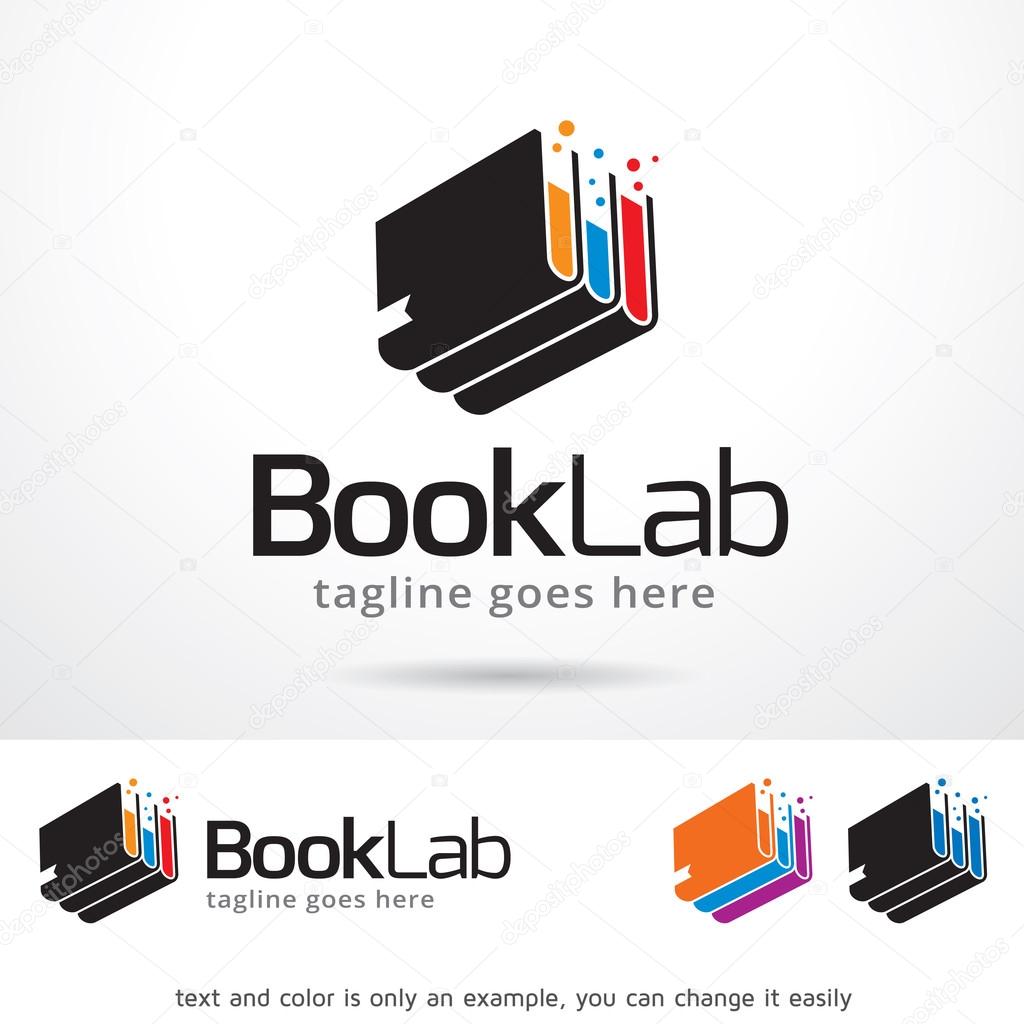 BookLab
tagline goes here
BookLab
tagline goes here
text and color is only an example, you can change it easily
depositphotos